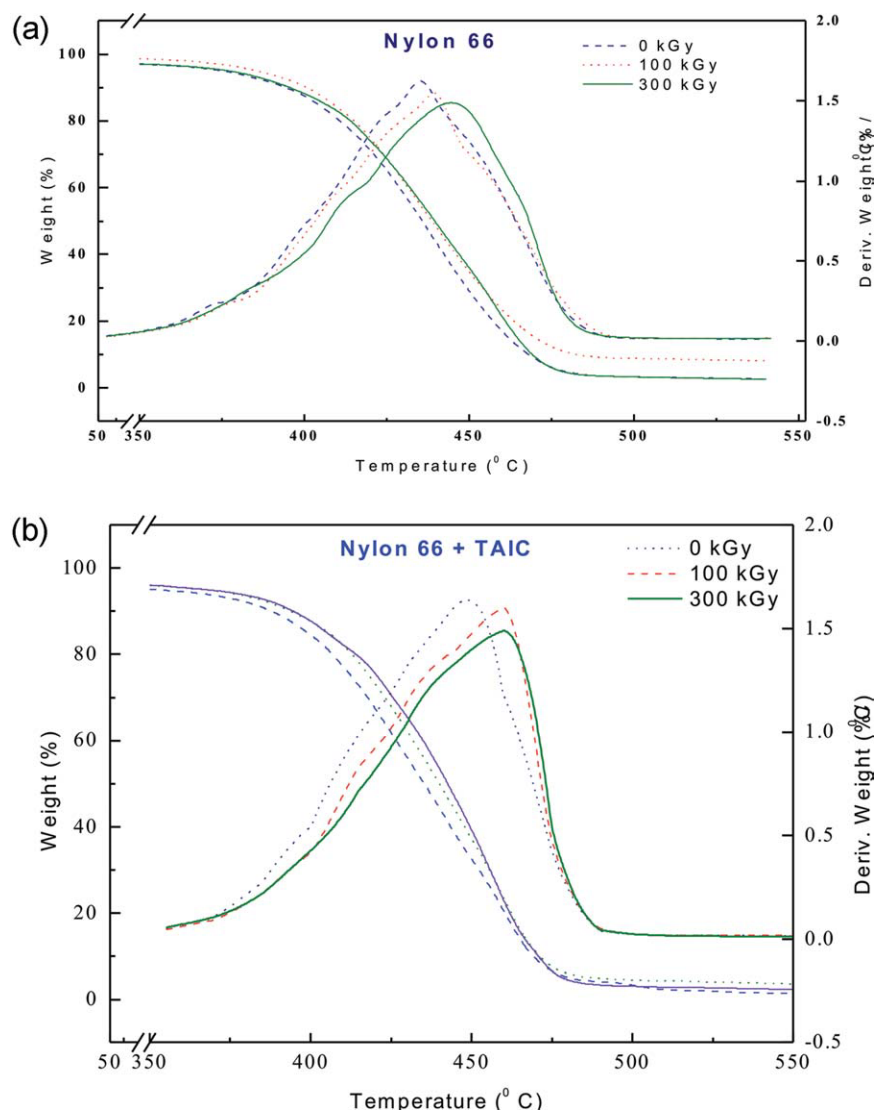 (a)
Nylon 66
0 kGy
100 kGy
300 kGy
Weight (%)
100
80
60
40
20
0
2.0
1.5
1.0
0.5
0.0
-0.5
Deriv. Weight
50 350 400 450 500 550
Temperature (⁰ C)
(b)
Nylon 66 + TAIC
0 kGy
100 kGy
300 kGy
Weight (%)
100
80
60
40
20
0
2.0
1.5
1.0
0.5
0.0
-0.5
Deriv. Weight
50 350 400 450 500 550
Temperature (⁰ C)